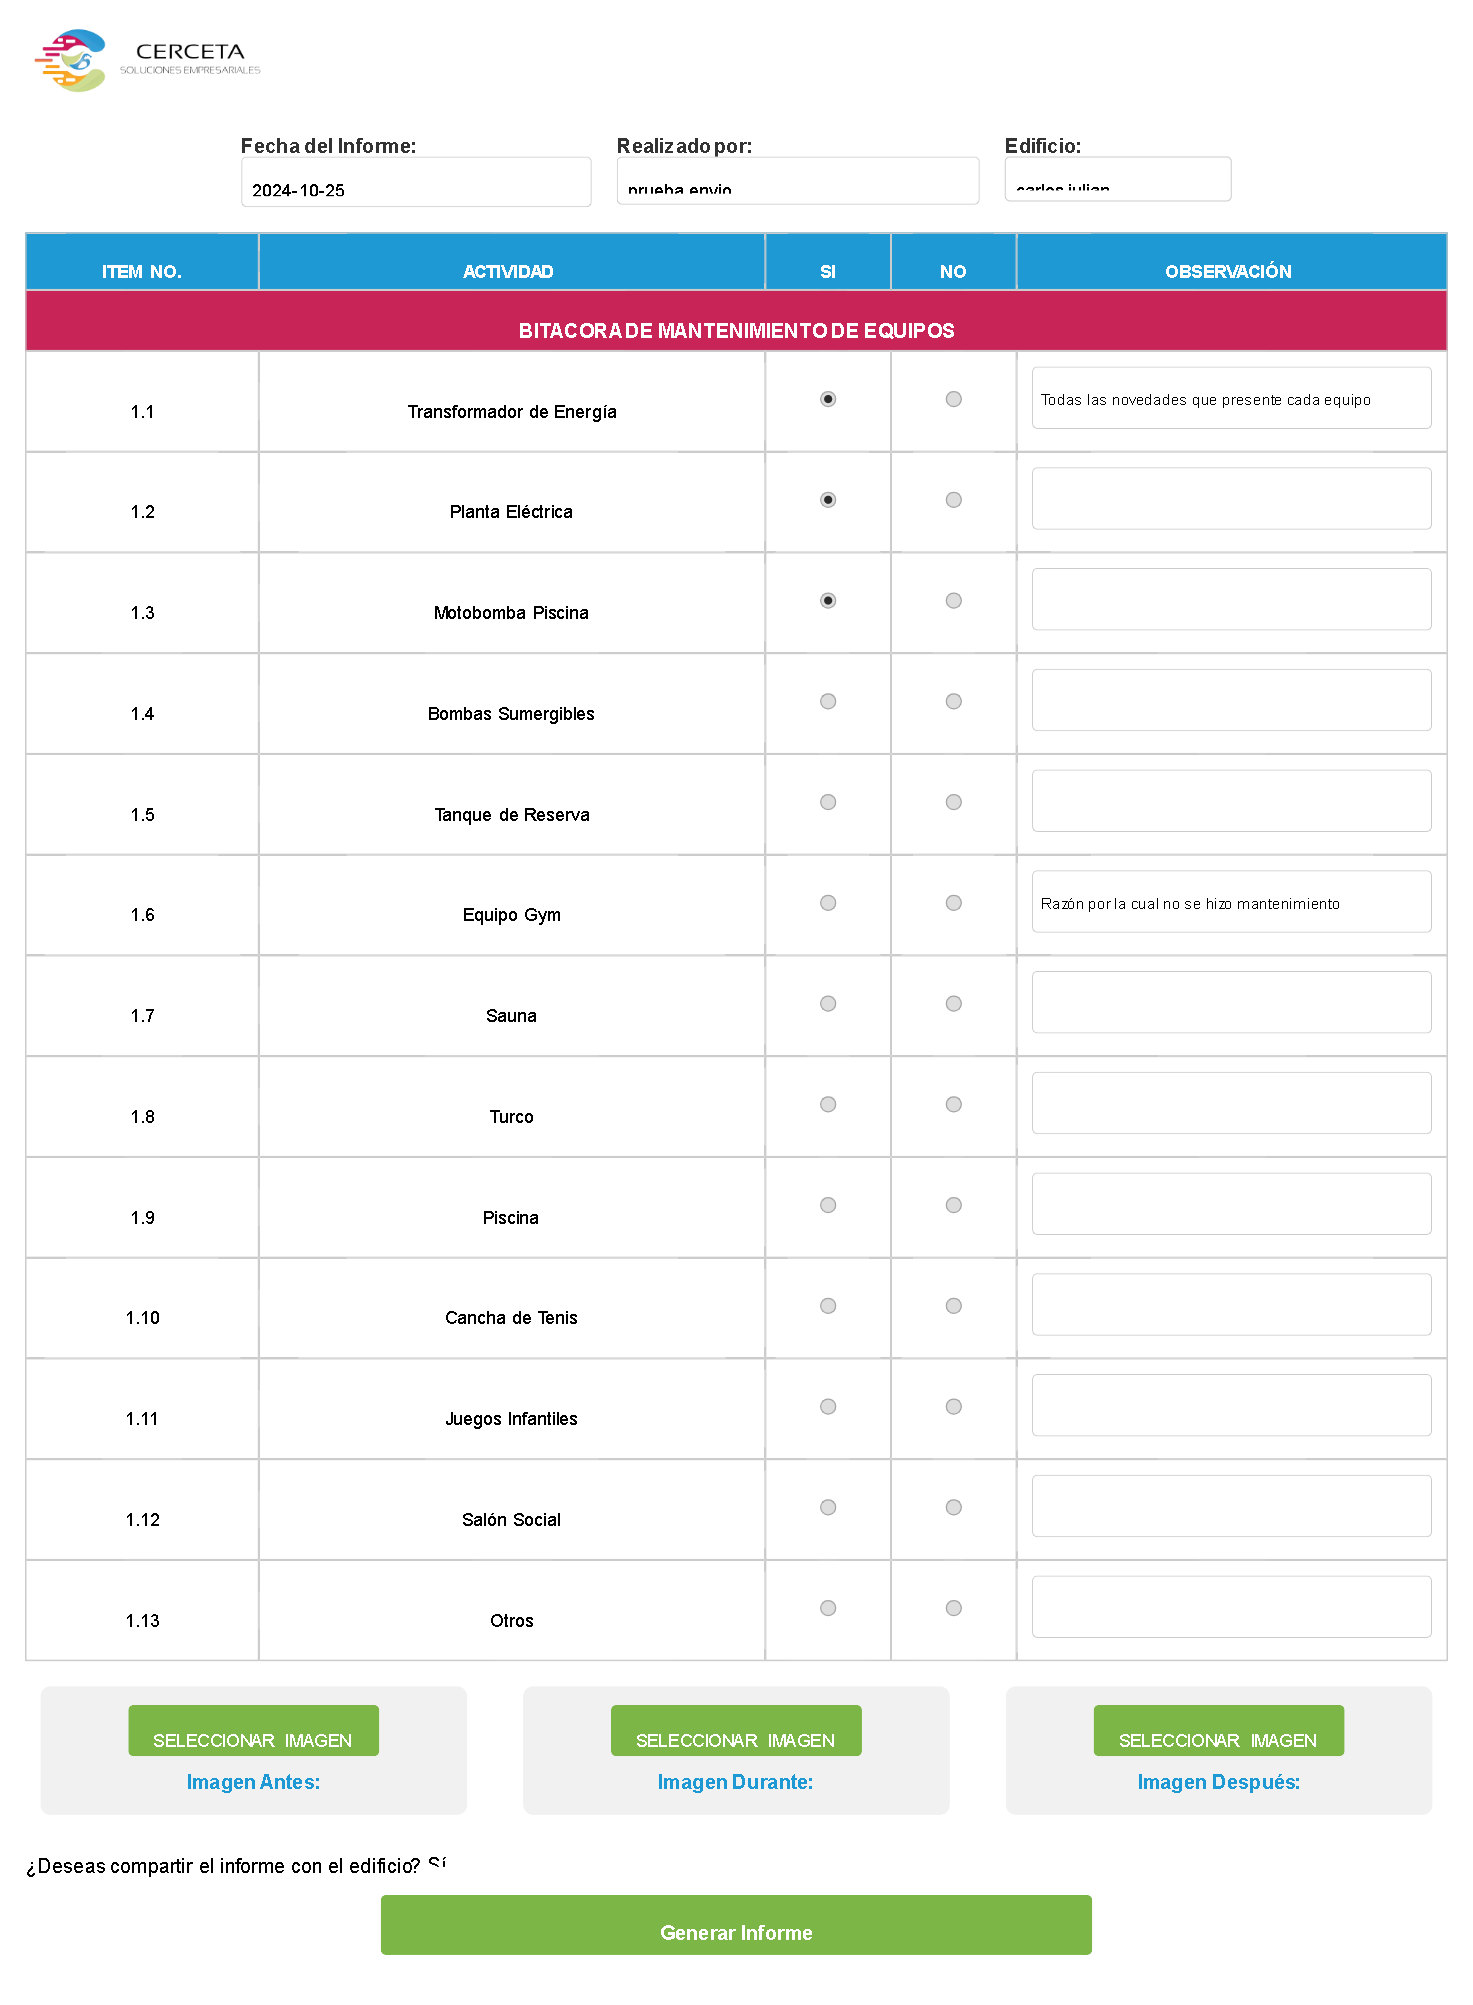 CERCETA
SOLUCIONES EMPRESARIALES
Fecha del Informe: Realizado por: Edificio:
2024-10-25 prueba envio carlos julian
ITEM NO. ACTIVIDAD SI NO OBSERVACIÓN
BITACORA DE MANTENIMIENTO DE EQUIPOS
1.1 Transformador de Energía Todas las novedades que presente cada equipo
1.2 Planta Eléctrica
1.3 Motobomba Piscina
1.4 Bombas Sumergibles
1.5 Tanque de Reserva
1.6 Equipo Gym Razón por la cual no se hizo mantenimiento
1.7 Sauna
1.8 Turco
1.9 Piscina
1.10 Cancha de Tenis
1.11 Juegos Infantiles
1.12 Salón Social
1.13 Otros
SELECCIONAR IMAGEN SELECCIONAR IMAGEN SELECCIONAR IMAGEN
Imagen Antes: Imagen Durante: Imagen Después:
¿Deseas compartir el informe con el edificio? Sí
Generar Informe